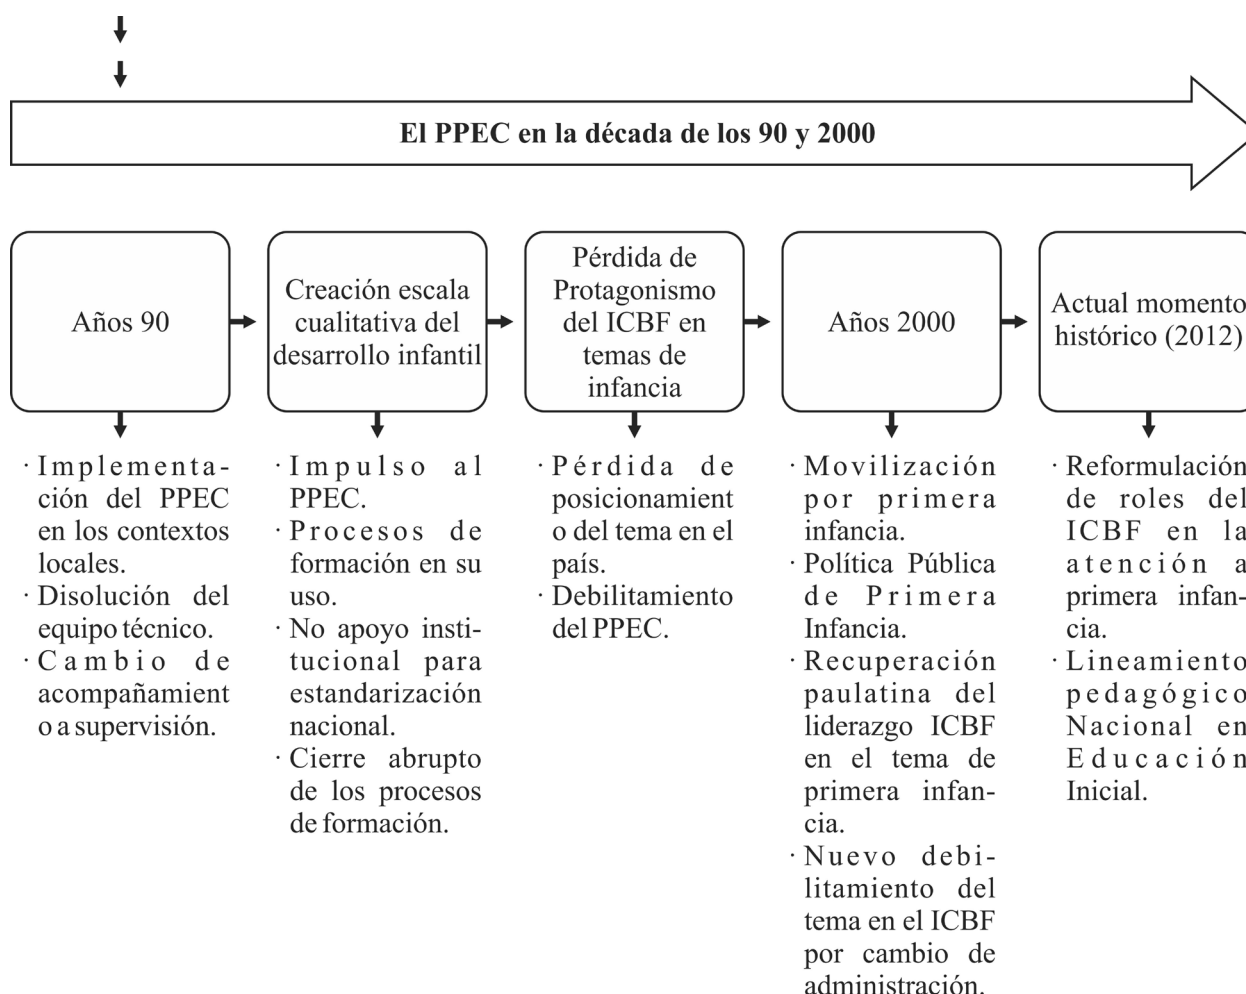 El PPEC en la década de los 90 y 2000
Años 90
· Implementa-
ción del PPEC
en los contextos
locales.
· Disolución del
equipo técnico.
· Cambio de
acompañamient
o a supervisión.
Creación escala
cualitativa del
desarrollo infantil
· Impulso al
PPEC.
· Procesos de
formación en su
uso.
· No apoyo insti-
tucional para
estandarización
nacional.
· Cierre abrupto
de los procesos
de formación.
Pérdida de
Protagonismo
del ICBF en
temas de
infancia
· Pérdida de
posicionamient
o del tema en el
país.
· Debilitamiento
del PPEC.
Años 2000
· Movilización
por primera
infancia.
· Política Pública
de Primera
Infancia.
· Recuperación
paulatina del
liderazgo ICBF
en el tema de
primera infan-
cia.
· Nuevo debi-
litamiento del
tema en el ICBF
por cambio de
administración.
Actual momento
histórico (2012)
· Reformulación
de roles del
ICBF en la
atención a
primera infan-
cia.
· Lineamiento
pedagógico
Nacional en
Educación
Inicial.